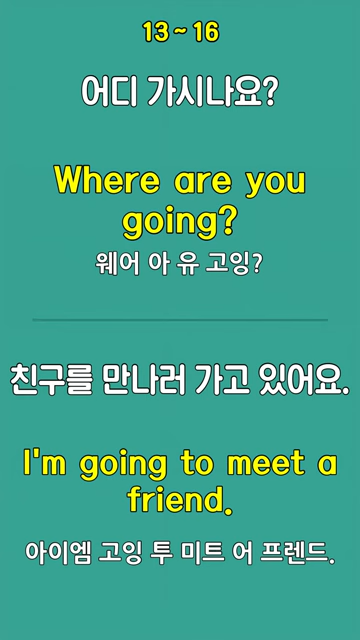 13 ~ 16
어디 가시나요?
Where are you
going?
웨어 아 유 고잉?
친구를 만나러 가고 있어요.
I'm going to meet a
friend.
아이엠 고잉 투 미트 어 프렌드.